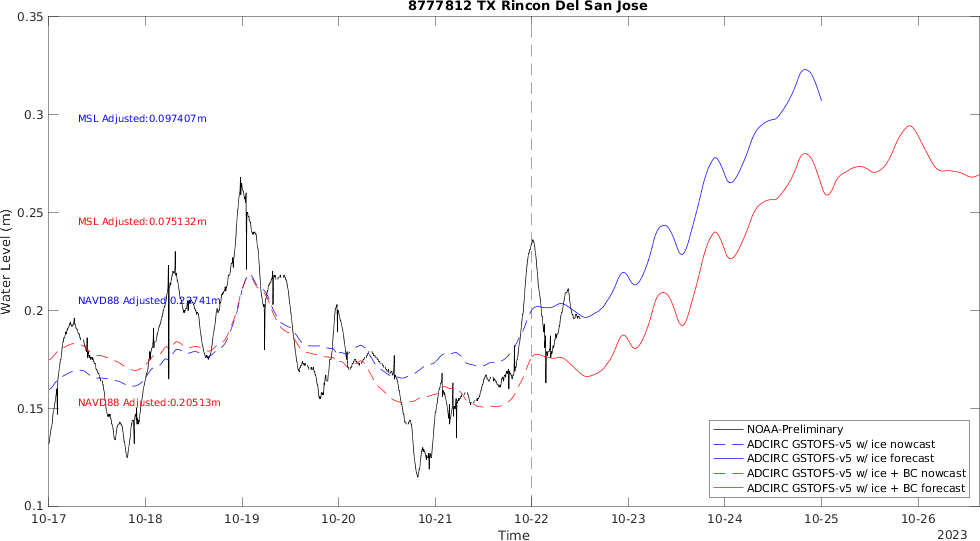 8777812 TX Rincon Del San Jose
Water Level (m)
0.35
0.3
0.25
0.2
0.15
0.1
MSL Adjusted:0.097407m
MSL Adjusted:0.075132m
NAVD88 Adjusted:0.22741m
NAVD88 Adjusted:0.20513m
NOAA-Preliminary
ADCIRC GSTOFS-v5 w/ ice nowcast
ADCIRC GSTOFS-v5 w/ ice forecast
ADCIRC GSTOFS-v5 w/ ice + BC nowcast
ADCIRC GSTOFS-v5 w/ ice + BC forecast
10-17 10-18 10-19 10-20 10-21 10-22 10-23 10-24 10-25 10-26
Time
2023